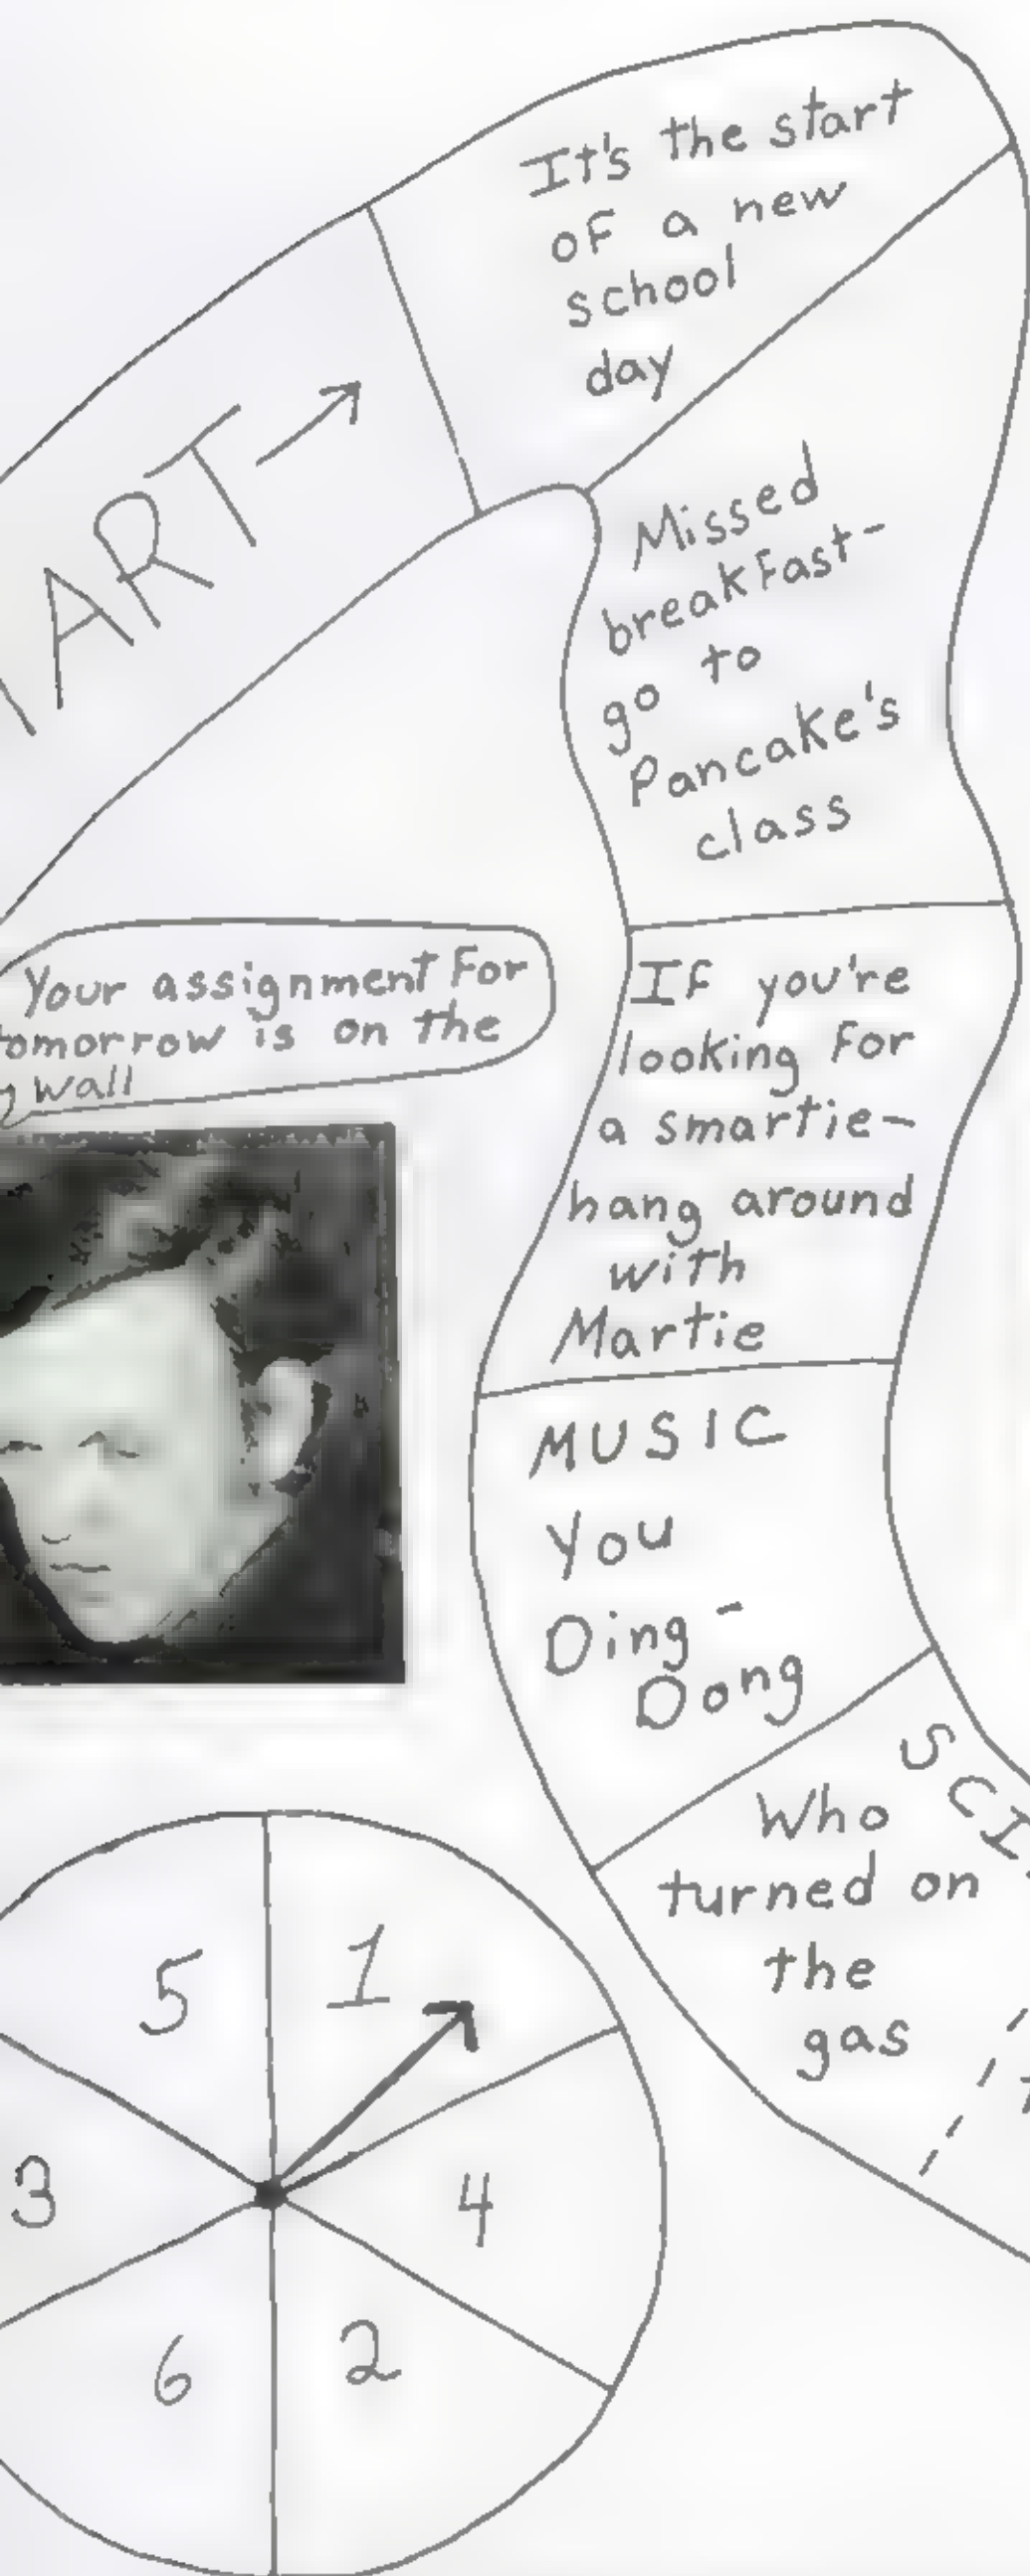 ART →
It's the start
of a new
school
day
Missed
breakfast-
go to
Pancake's
class
If you're
looking for
a smartie-
hang around
with
Martie
MUSIC
You
Ding-
Dong
SCI
Who
turned on
the
gas
Your assignment for
tomorrow is on the
wall
5
1
3
4
6
2